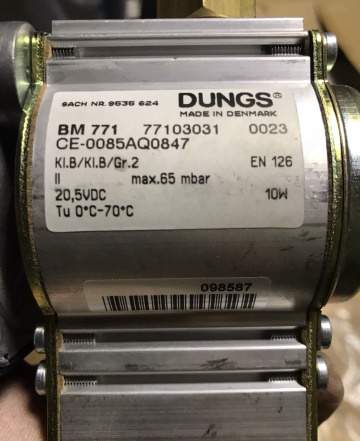 SACH NR. 9535 624 DUNGS®
MADE IN DENMARK
BM 771 77103031 0023
CE-0085AQ0847
Kl.B/Kl.B/Gr.2 EN 126
II max.65 mbar
20,5VDC 10W
Tu 0°C-70°C
098587